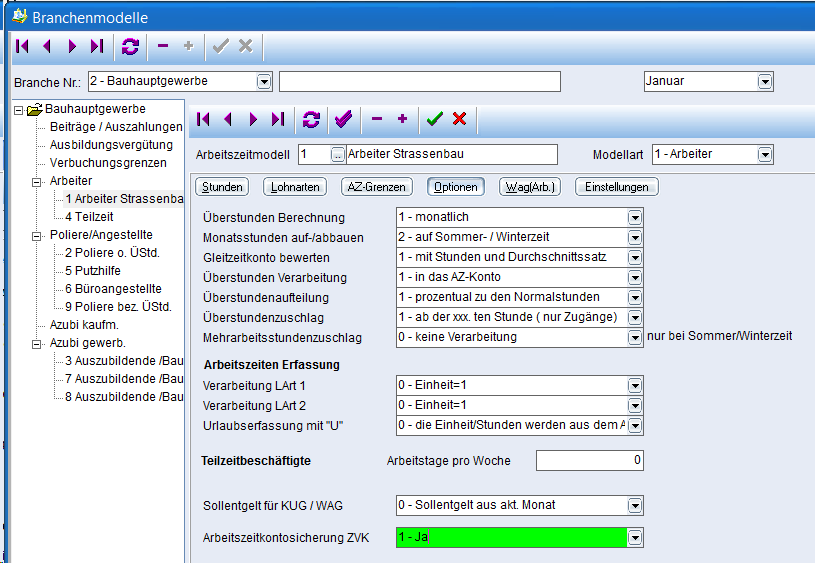 Branchenmodelle
Branche Nr.: 2 - Bauhauptgewerbe Januar
Bauhauptgewerbe
Beiträge / Auszahlungen
Ausbildungsvergütung
Verbuchungsgrenzen
Arbeiter
1 Arbeiter Strassenba
4 Teilzeit
Poliere/Angestellte
2 Poliere o. ÜStd.
5 Putzhilfe
6 Büroangestellte
9 Poliere bez. ÜStd.
Azubi kaufm.
Azubi gewerb.
3 Auszubildende /Bau
7 Auszubildende /Bau
8 Auszubildende /Bau
Arbeitszeitmodell 1 .. Arbeiter Strassenbau Modellart 1 - Arbeiter
Stunden Lohnarten AZ-Grenzen Optionen Wag(Arb.) Einstellungen
Überstunden Berechnung 1 - monatlich
Monatsstunden auf-/abbauen 2 - auf Sommer- / Winterzeit
Gleitzeitkonto bewerten 1 - mit Stunden und Durchschnittssatz
Überstunden Verarbeitung 1 - in das AZ-Konto
Überstundenaufteilung 1 - prozentual zu den Normalstunden
Überstundenzuschlag 1 - ab der xxx. ten Stunde ( nur Zugänge)
Mehrarbeitsstundenzuschlag 0 - keine Verarbeitung nur bei Sommer/Winterzeit
Arbeitszeiten Erfassung
Verarbeitung LArt 1 0 - Einheit=1
Verarbeitung LArt 2 0 - Einheit=1
Urlaubserfassung mit "U" 0 - die Einheit/Stunden werden aus dem A
Teilzeitbeschäftigte Arbeitstage pro Woche 0
Sollentgelt für KUG / WAG 0 - Sollentgelt aus akt. Monat
Arbeitszeitkontosicherung ZVK 1 - Ja